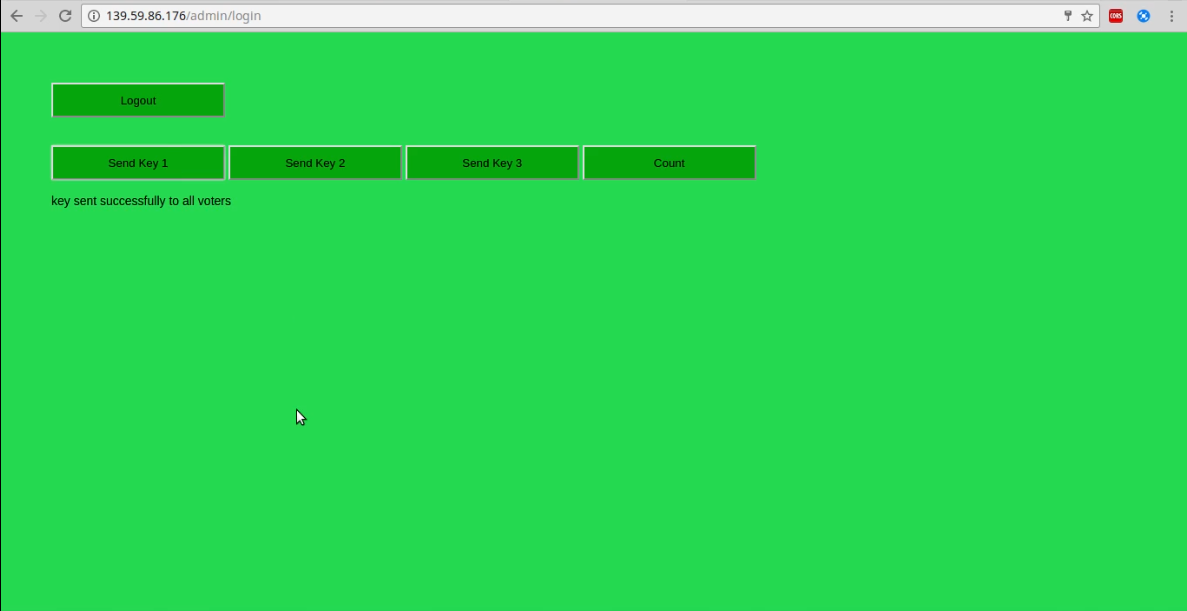 139.59.86.176/admin/login
CORS
Logout
Send Key 1 Send Key 2 Send Key 3 Count
key sent successfully to all voters